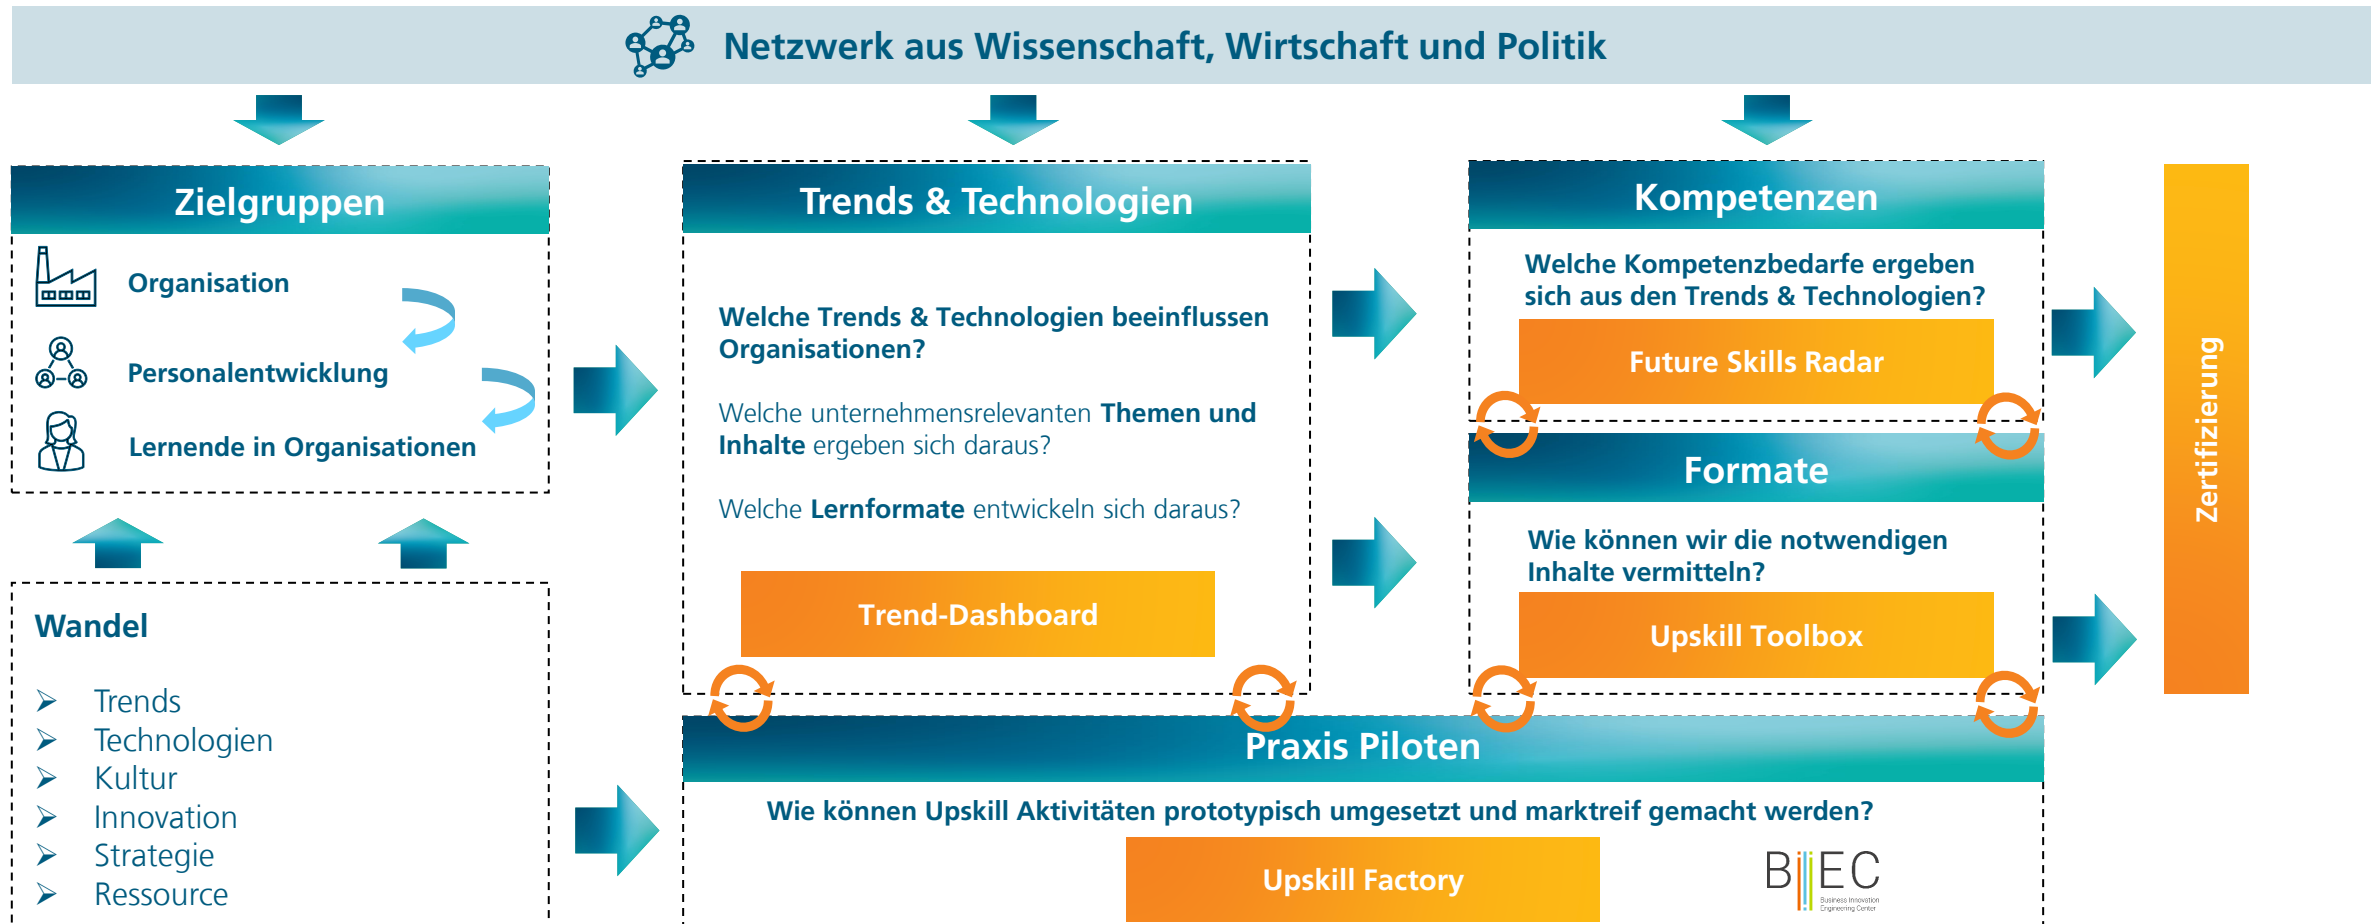 Netzwerk aus Wissenschaft, Wirtschaft und Politik
Zielgruppen
Organisation
Personalentwicklung
Lernende in Organisationen
Wandel
Trends
Technologien
Kultur
Innovation
Strategie
Ressource
Trends & Technologien
Welche Trends & Technologien beeinflussen
Organisationen?
Welche unternehmensrelevanten Themen und
Inhalte ergeben sich daraus?
Welche Lernformate entwickeln sich daraus?
Trend-Dashboard
Kompetenzen
Welche Kompetenzbedarfe ergeben
sich aus den Trends & Technologien?
Future Skills Radar
Formate
Wie können wir die notwendigen
Inhalte vermitteln?
Upskill Toolbox
Zertifizierung
Praxis Piloten
Wie können Upskill Aktivitäten prototypisch umgesetzt und marktreif gemacht werden?
Upskill Factory
BIEC
Business Innovation
Engineering Center